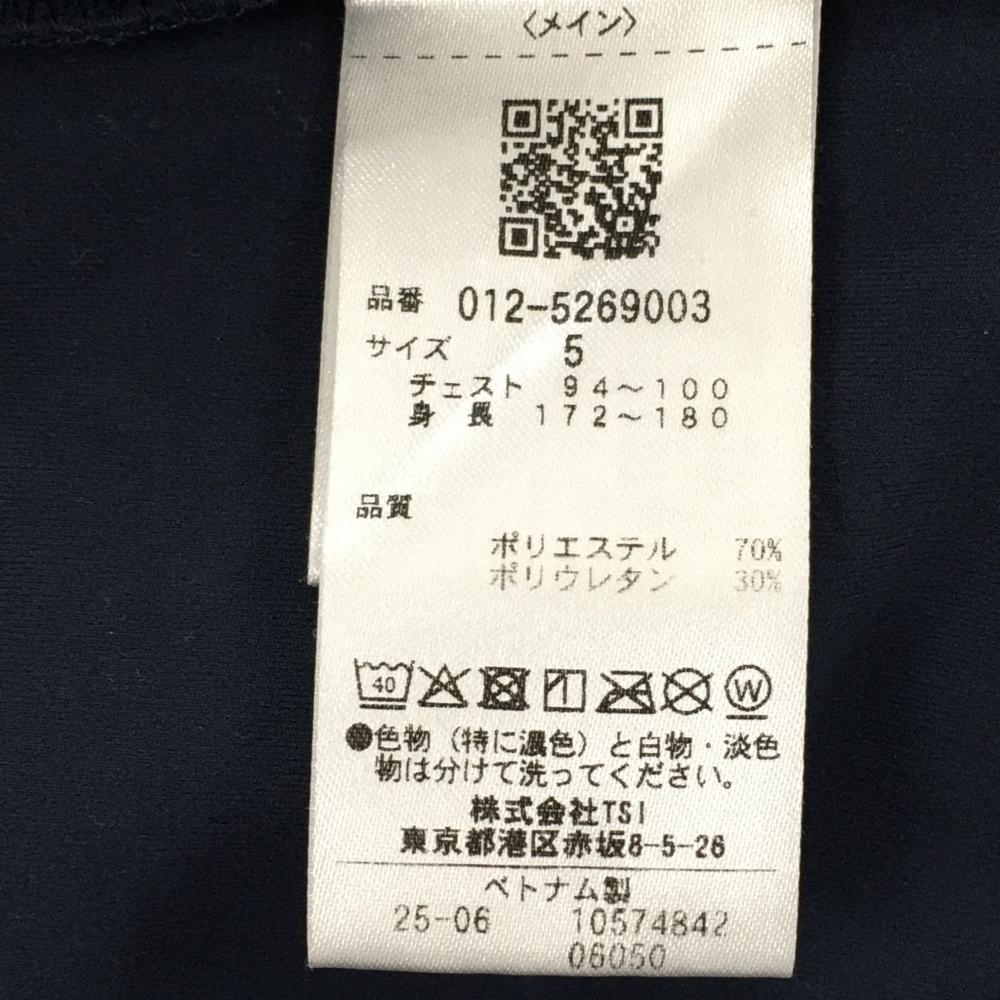 〈メイン〉
品番 012-5269003
サイズ 5
チェスト 94～100
身長 172～180
品質
ポリエステル 70%
ポリウレタン 30%
40 W
●色物（特に濃色）と白物・淡色
物は分けて洗ってください。
株式会社TSI
東京都港区赤坂8-5-26
ベトナム製
25-06 10574842
06050